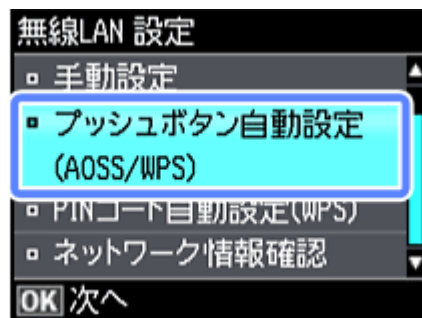 無線LAN 設定
手動設定
プッシュボタン自動設定
(AOSS/WPS)
PINコード自動設定(WPS)
ネットワーク情報確認
OK 次へ